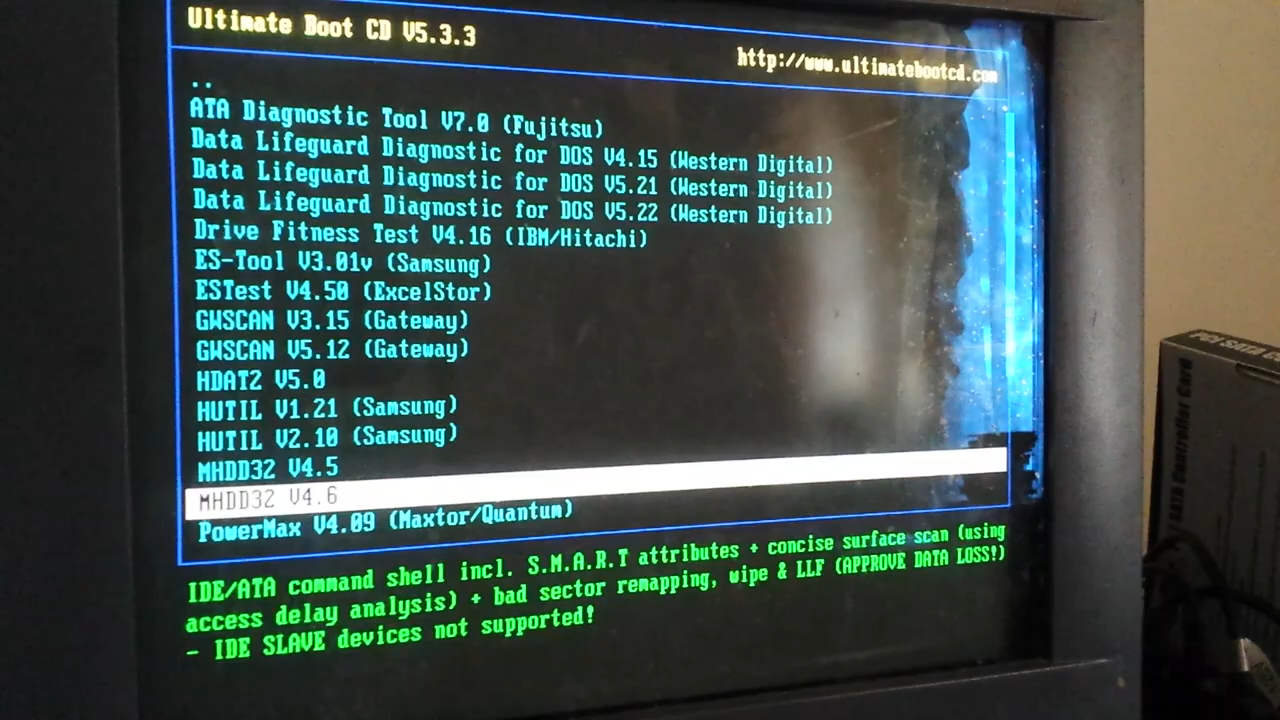 Ultimate Boot CD V5.3.3
http://www.ultimatebootcd.com
..
ATA Diagnostic Tool V7.0 (Fujitsu)
Data Lifeguard Diagnostic for DOS V4.15 (Western Digital)
Data Lifeguard Diagnostic for DOS V5.21 (Western Digital)
Data Lifeguard Diagnostic for DOS V5.22 (Western Digital)
Drive Fitness Test V4.16 (IBM/Hitachi)
ES-Tool V3.01v (Samsung)
ESTest V4.50 (ExcelStor)
GWSCAN V3.15 (Gateway)
GWSCAN V5.12 (Gateway)
HDAT2 V5.0
HUTIL V1.21 (Samsung)
HUTIL V2.10 (Samsung)
MHDD32 V4.5
MHDD32 V4.6
PowerMax V4.09 (Maxtor/Quantum)
IDE/ATA command shell incl. S.M.A.R.T attributes + concise surface scan (using
access delay analysis) + bad sector remapping, wipe & LLF (APPROVE DATA LOSS!)
- IDE SLAVE devices not supported!
PCI SATA
SATA Controller Card